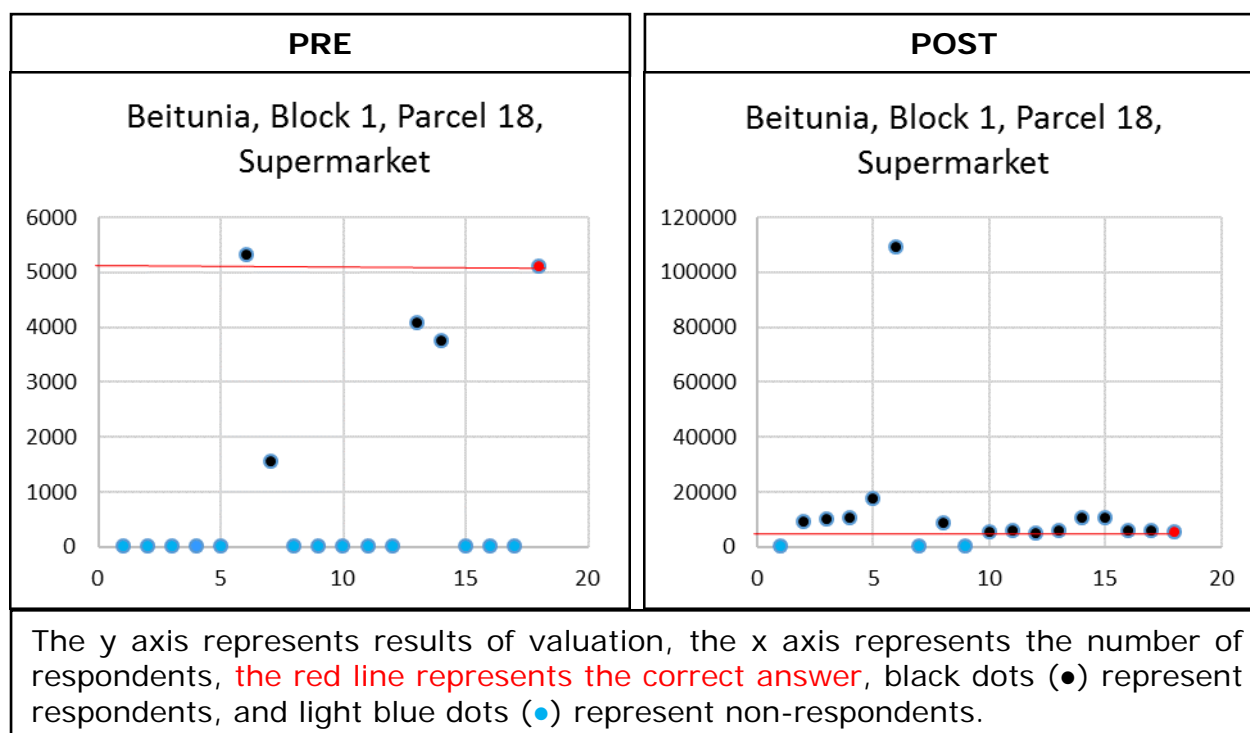 PRE
POST
Beitunia, Block 1, Parcel 18,
Supermarket
6000
5000
4000
3000
2000
1000
0
0
5
10
15
20
Beitunia, Block 1, Parcel 18,
Supermarket
120000
100000
80000
60000
40000
20000
0
0
5
10
15
20
The y axis represents results of valuation, the x axis represents the number of
respondents, the red line represents the correct answer, black dots (●) represent
respondents, and light blue dots (●) represent non-respondents.